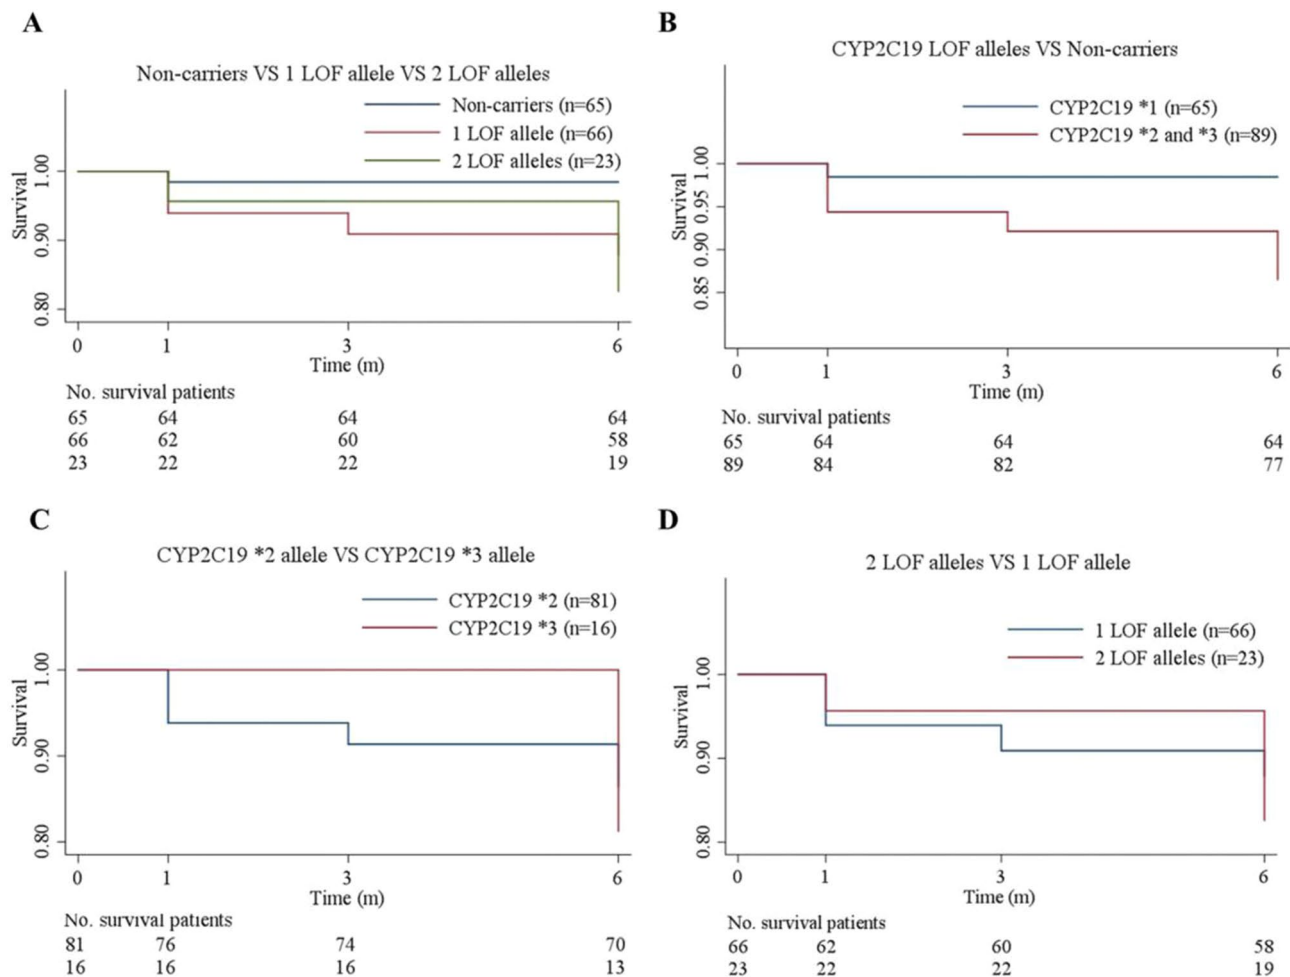 A
Non-carriers VS 1 LOF allele VS 2 LOF alleles
Non-carriers (n=65)
1 LOF allele (n=66)
2 LOF alleles (n=23)
Survival
1.00
0.90
0.80
0 1 3 6
Time (m)
No. survival patients
65 64 64 64
66 62 60 58
23 22 22 19
B
CYP2C19 LOF alleles VS Non-carriers
CYP2C19 *1 (n=65)
CYP2C19 *2 and *3 (n=89)
Survival
1.00
0.95
0.90
0.85
0 1 3 6
Time (m)
No. survival patients
65 64 64 64
89 84 82 77
C
CYP2C19 *2 allele VS CYP2C19 *3 allele
CYP2C19 *2 (n=81)
CYP2C19 *3 (n=16)
Survival
1.00
0.90
0.80
0 1 3 6
Time (m)
No. survival patients
81 76 74 70
16 16 16 13
D
2 LOF alleles VS 1 LOF allele
1 LOF allele (n=66)
2 LOF alleles (n=23)
Survival
1.00
0.90
0.80
0 1 3 6
Time (m)
No. survival patients
66 62 60 58
23 22 22 19